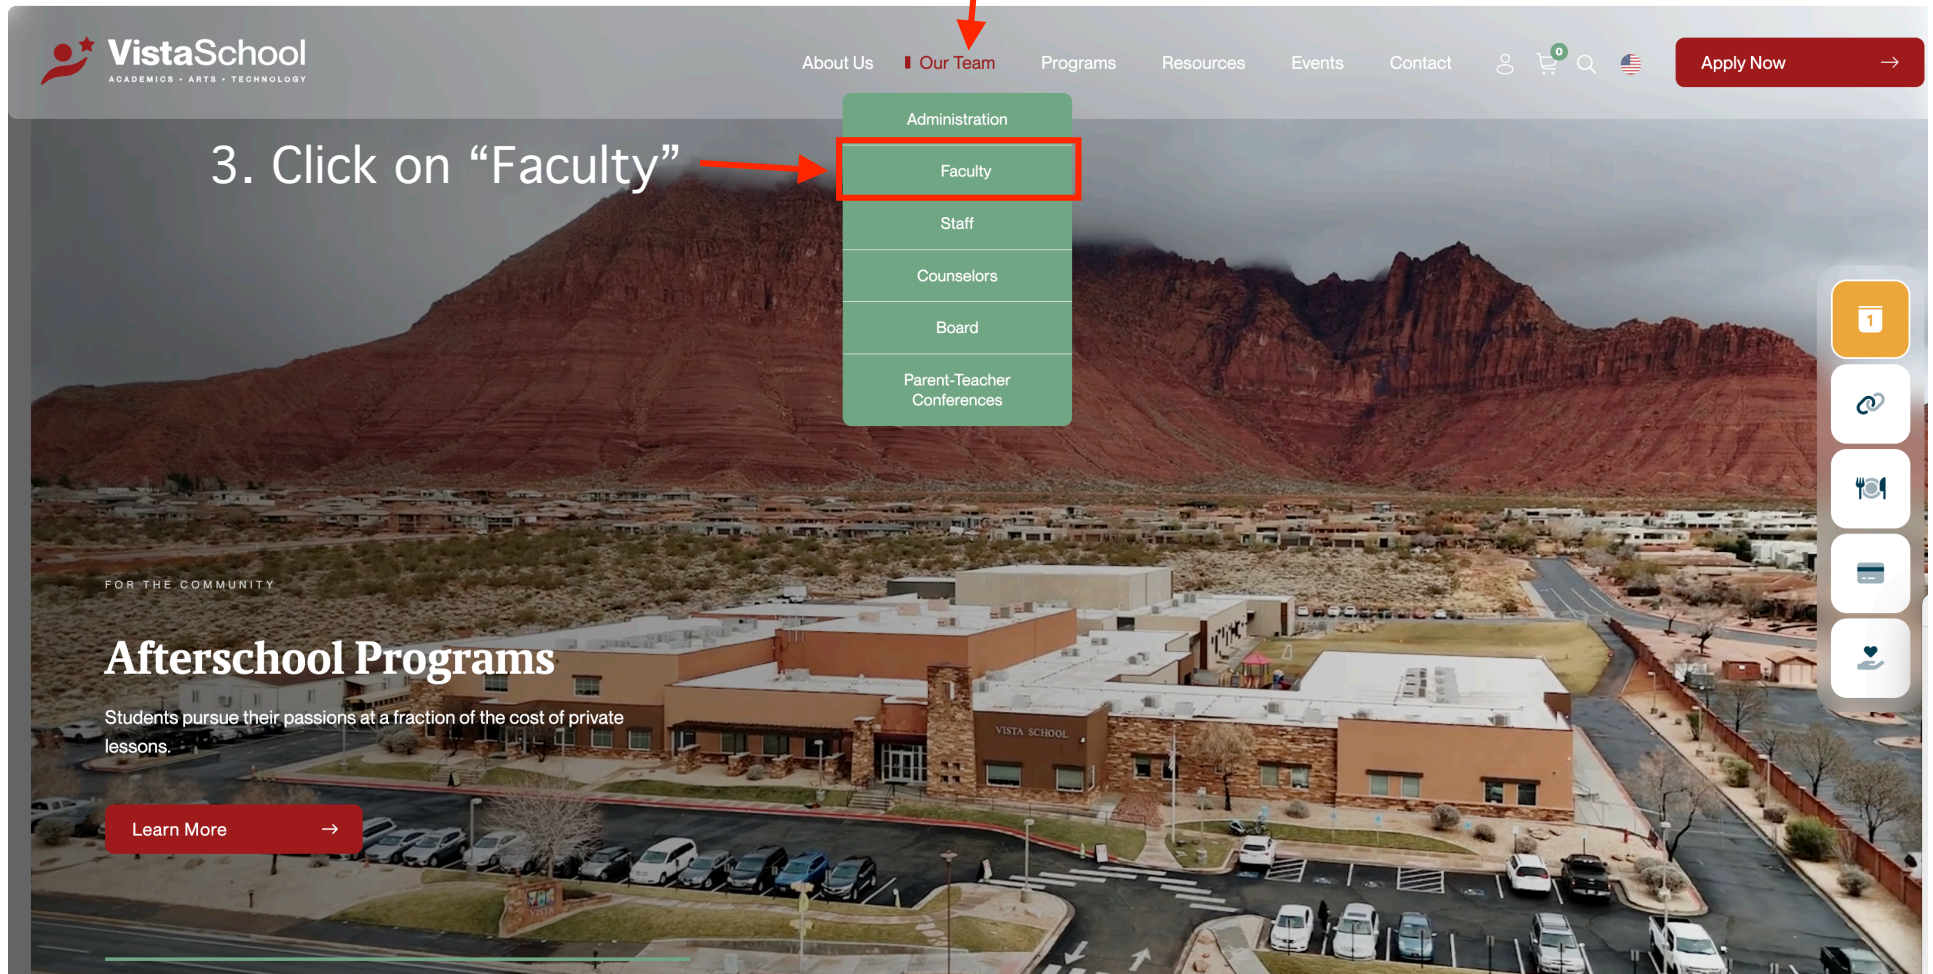 VistaSchool
ACADEMICS • ARTS • TECHNOLOGY
About Us
Our Team
Programs
Resources
Events
Contact
0
Apply Now
Administration
3. Click on “Faculty”
Faculty
Staff
Counselors
Board
Parent-Teacher
Conferences
1
FOR THE COMMUNITY
Afterschool Programs
Students pursue their passions at a fraction of the cost of private
lessons.
VISTA SCHOOL
Learn More
VISTA